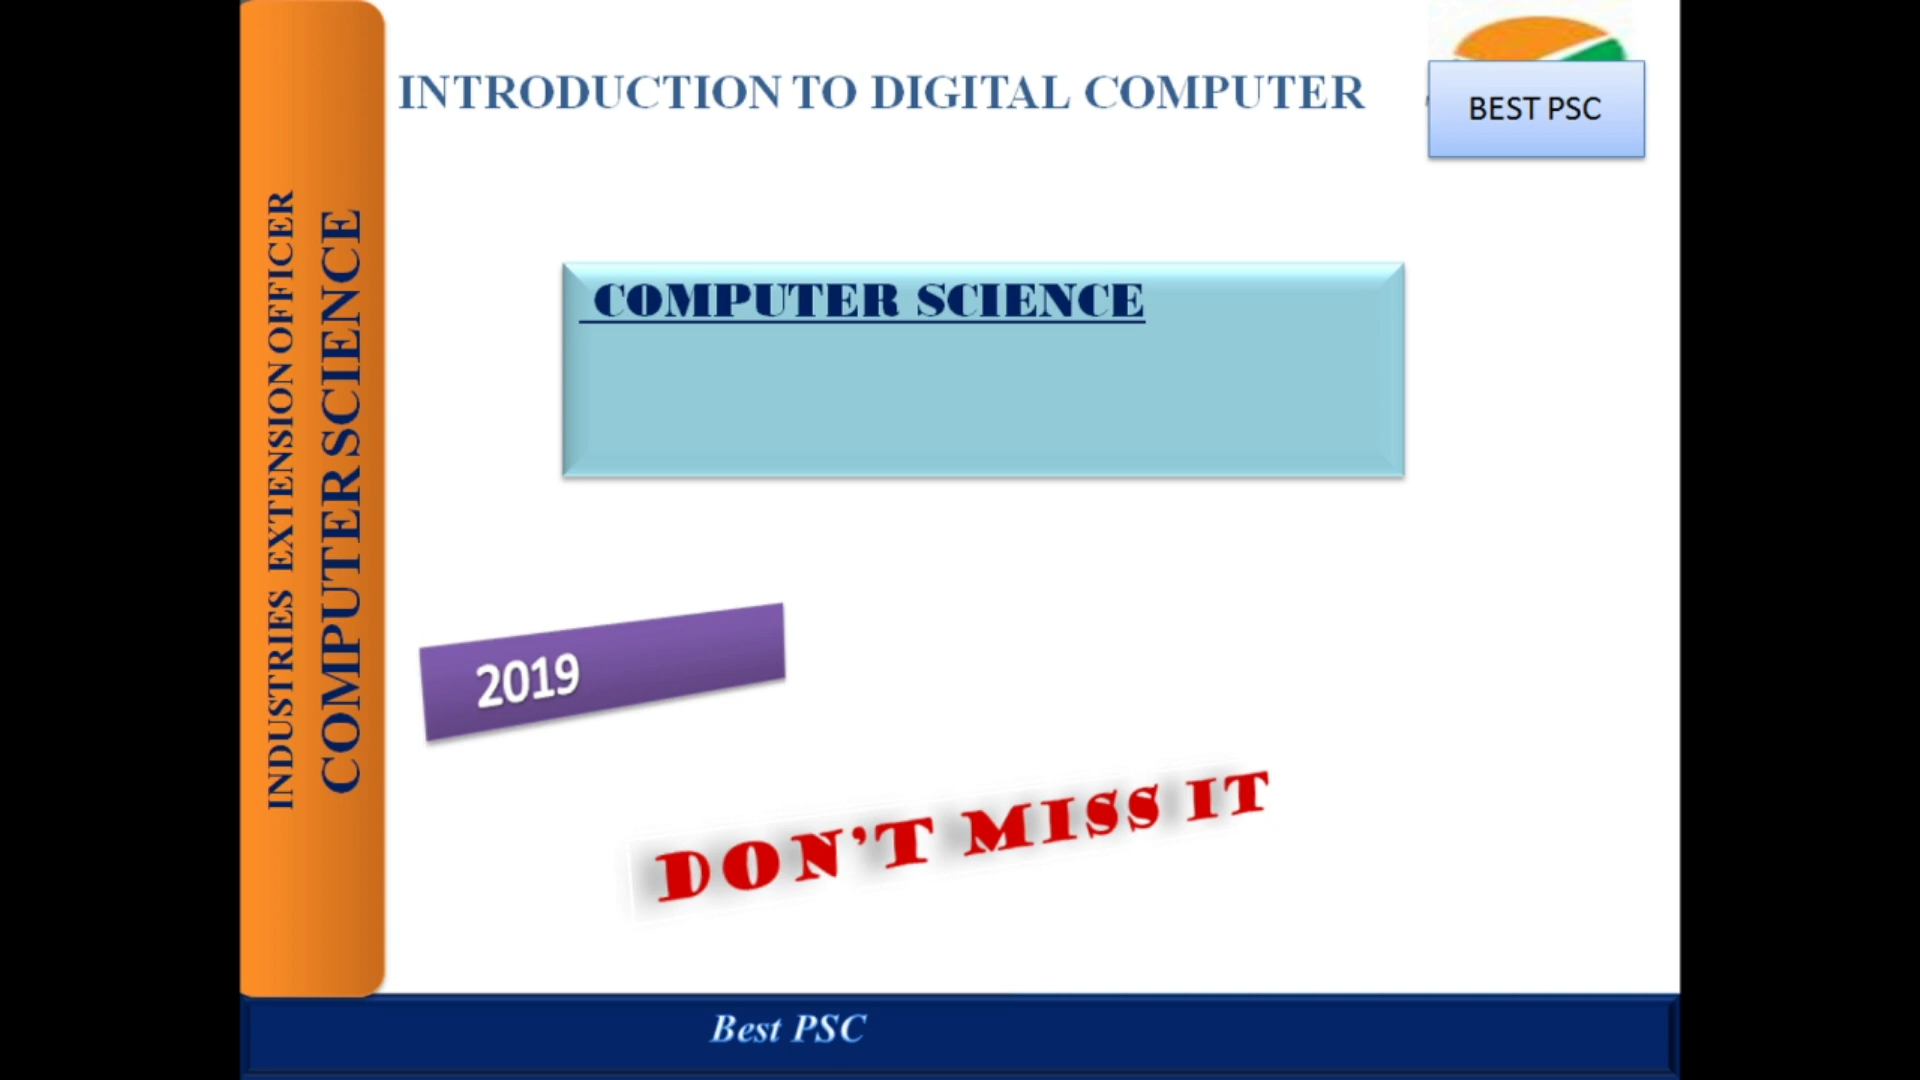 INTRODUCTION TO DIGITAL COMPUTER
BEST PSC
INDUSTRIES EXTENSION OFFICER
COMPUTER SCIENCE
COMPUTER SCIENCE
2019
DON'T MISS IT
Best PSC